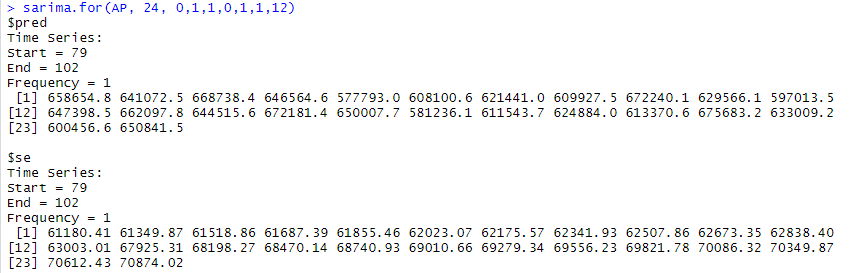 > sarima.for(AP, 24, 0,1,1,0,1,1,12)
$pred
Time Series:
Start = 79
End = 102
Frequency = 1
[1] 658654.8 641072.5 668738.4 646564.6 577793.0 608100.6 621441.0 609927.5 672240.1 629566.1 597013.5
[12] 647398.5 662097.8 644515.6 672181.4 650007.7 581236.1 611543.7 624884.0 613370.6 675683.2 633009.2
[23] 600456.6 650841.5
$se
Time Series:
Start = 79
End = 102
Frequency = 1
[1] 61180.41 61349.87 61518.86 61687.39 61855.46 62023.07 62175.57 62341.93 62507.86 62673.35 62838.40
[12] 63003.01 67925.31 68198.27 68470.14 68740.93 69010.66 69279.34 69556.23 69821.78 70086.32 70349.87
[23] 70612.43 70874.02